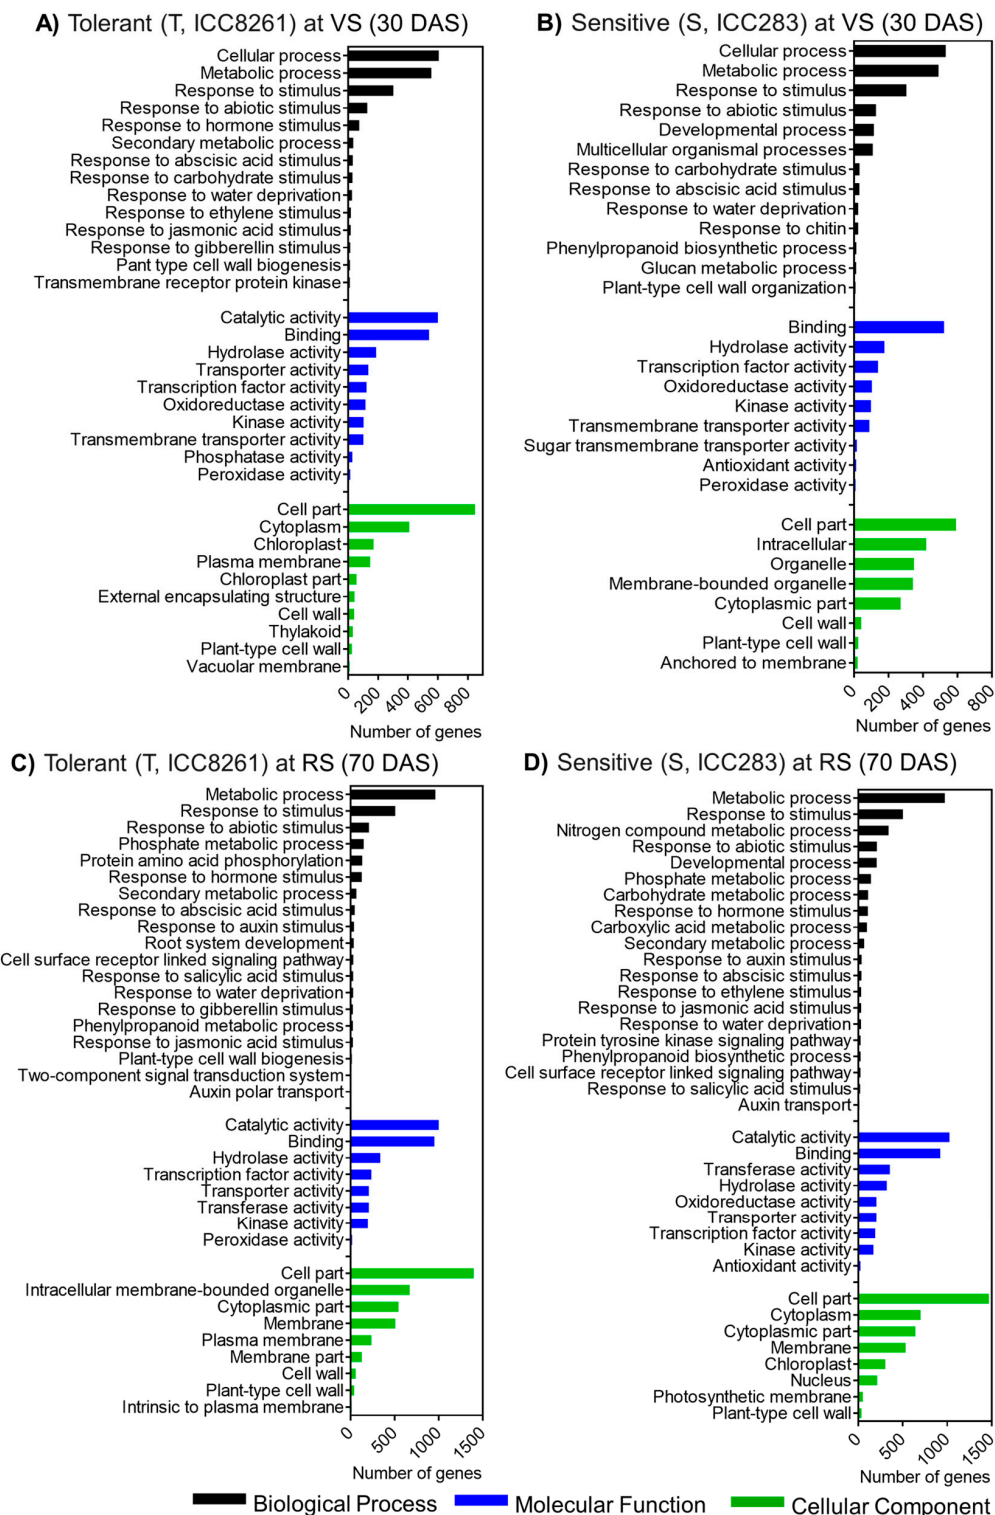 A) Tolerant (T, ICC8261) at VS (30 DAS)
Cellular process
Metabolic process
Response to stimulus
Response to abiotic stimulus
Response to hormone stimulus
Secondary metabolic process
Response to abscisic acid stimulus
Response to carbohydrate stimulus
Response to water deprivation
Response to ethylene stimulus
Response to jasmonic acid stimulus
Response to gibberellin stimulus
Pant type cell wall biogenesis
Transmembrane receptor protein kinase
Catalytic activity
Binding
Hydrolase activity
Transporter activity
Transcription factor activity
Oxidoreductase activity
Kinase activity
Transmembrane transporter activity
Phosphatase activity
Peroxidase activity
Cell part
Cytoplasm
Chloroplast
Plasma membrane
Chloroplast part
External encapsulating structure
Cell wall
Thylakoid
Plant-type cell wall
Vacuolar membrane
0 200 400 600 800
Number of genes
B) Sensitive (S, ICC283) at VS (30 DAS)
Cellular process
Metabolic process
Response to stimulus
Response to abiotic stimulus
Developmental process
Multicellular organismal processes
Response to carbohydrate stimulus
Response to abscisic acid stimulus
Response to water deprivation
Response to chitin
Phenylpropanoid biosynthetic process
Glucan metabolic process
Plant-type cell wall organization
Binding
Hydrolase activity
Transcription factor activity
Oxidoreductase activity
Kinase activity
Transmembrane transporter activity
Sugar transmembrane transporter activity
Antioxidant activity
Peroxidase activity
Cell part
Intracellular
Organelle
Membrane-bounded organelle
Cytoplasmic part
Cell wall
Plant-type cell wall
Anchored to membrane
0 200 400 600 800
Number of genes
C) Tolerant (T, ICC8261) at RS (70 DAS)
Metabolic process
Response to stimulus
Response to abiotic stimulus
Phosphate metabolic process
Protein amino acid phosphorylation
Response to hormone stimulus
Secondary metabolic process
Response to abscisic acid stimulus
Response to auxin stimulus
Root system development
Cell surface receptor linked signaling pathway
Response to salicylic acid stimulus
Response to water deprivation
Response to gibberellin stimulus
Phenylpropanoid metabolic process
Response to jasmonic acid stimulus
Plant-type cell wall biogenesis
Two-component signal transduction system
Auxin polar transport
Catalytic activity
Binding
Hydrolase activity
Transcription factor activity
Transporter activity
Transferase activity
Kinase activity
Peroxidase activity
Cell part
Intracellular membrane-bounded organelle
Cytoplasmic part
Membrane
Plasma membrane
Membrane part
Cell wall
Plant-type cell wall
Intrinsic to plasma membrane
0 500 1000 1500
Number of genes
D) Sensitive (S, ICC283) at RS (70 DAS)
Metabolic process
Response to stimulus
Nitrogen compound metabolic process
Response to abiotic stimulus
Developmental process
Phosphate metabolic process
Carbohydrate metabolic process
Response to hormone stimulus
Carboxylic acid metabolic process
Secondary metabolic process
Response to auxin stimulus
Response to abscisic stimulus
Response to ethylene stimulus
Response to jasmonic acid stimulus
Response to water deprivation
Protein tyrosine kinase signaling pathway
Phenylpropanoid biosynthetic process
Cell surface receptor linked signaling pathway
Response to salicylic acid stimulus
Auxin transport
Catalytic activity
Binding
Transferase activity
Hydrolase activity
Oxidoreductase activity
Transporter activity
Transcription factor activity
Kinase activity
Antioxidant activity
Cell part
Cytoplasm
Cytoplasmic part
Membrane
Chloroplast
Nucleus
Photosynthetic membrane
Plant-type cell wall
0 500 1000 1500
Number of genes
Biological Process Molecular Function Cellular Component